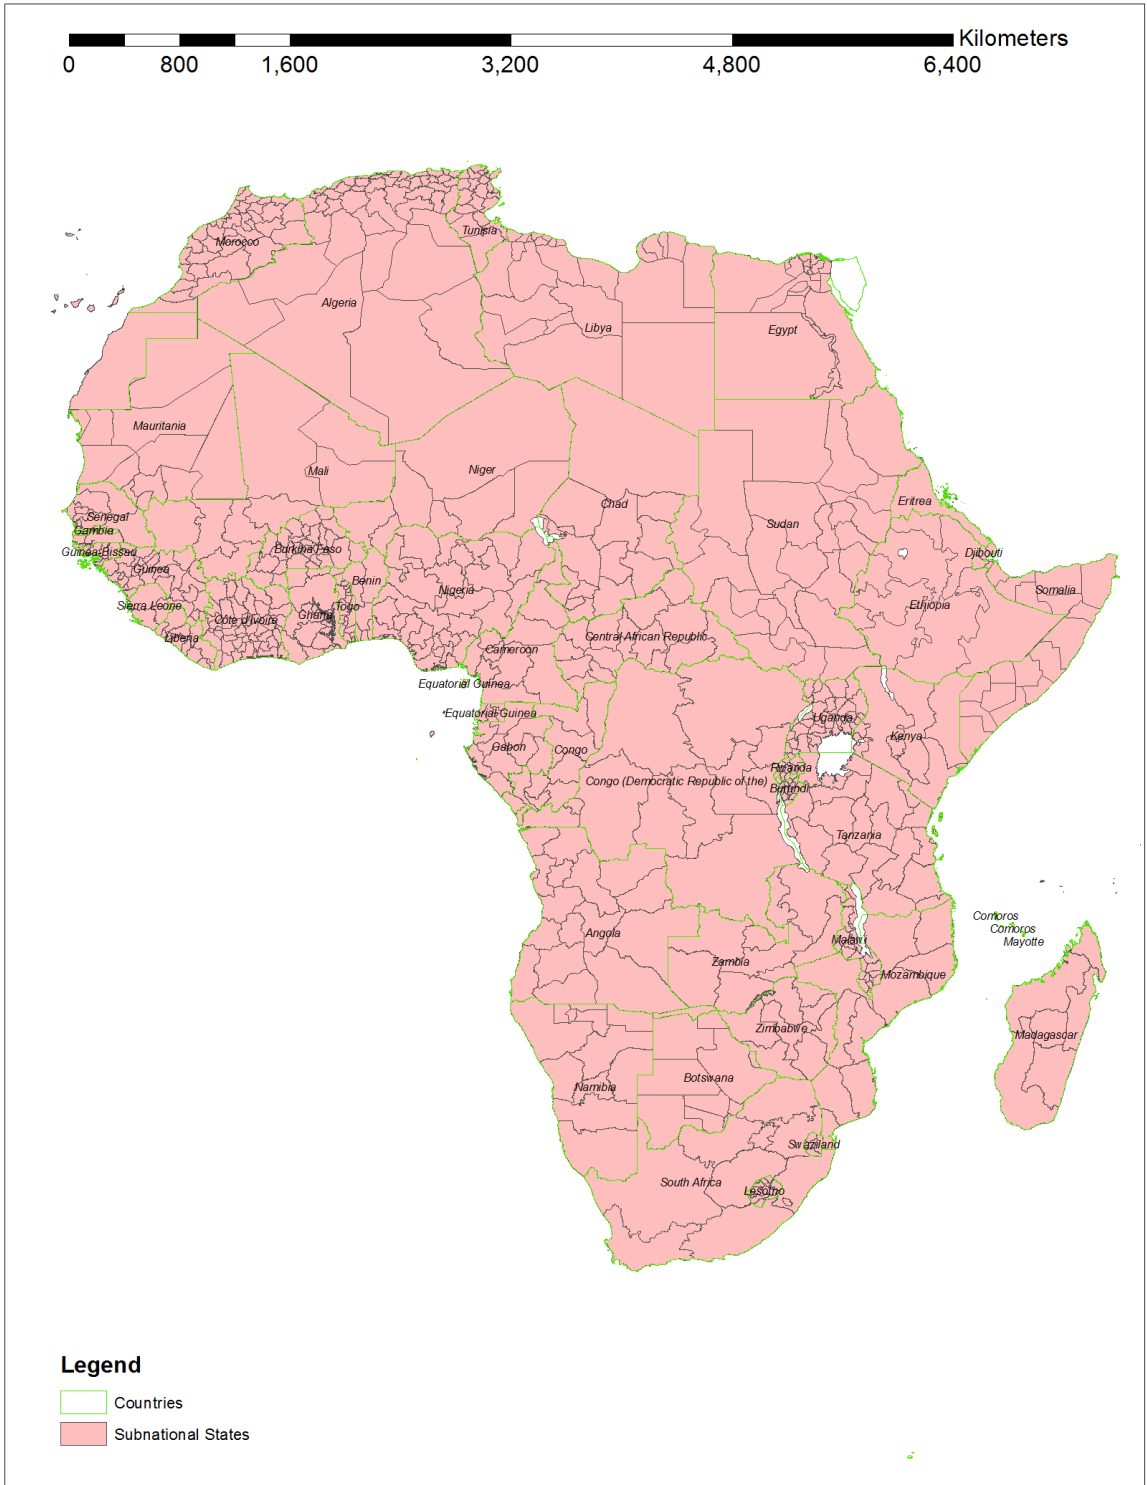 Kilometers
0 800 1,600 3,200 4,800 6,400
Morocco
Tunisia
Algeria
Libya
Egypt
Mauritania
Mali
Niger
Chad
Sudan
Eritrea
Senegal
Gambia
Guinea-Bissau
Guinea
Burkina Faso
Benin
Nigeria
Djibouti
Somalia
Ethiopia
Sierra Leone
Liberia
Côte d'Ivoire
Ghana
Togo
Cameroon
Central African Republic
Equatorial Guinea
Equatorial Guinea
Gabon
Congo
Congo (Democratic Republic of the)
Uganda
Kenya
Rwanda
Burundi
Tanzania
Comoros
Comoros
Mayotte
Angola
Zambia
Malawi
Mozambique
Zimbabwe
Madagascar
Namibia
Botswana
Swaziland
South Africa
Lesotho
Legend
Countries
Subnational States